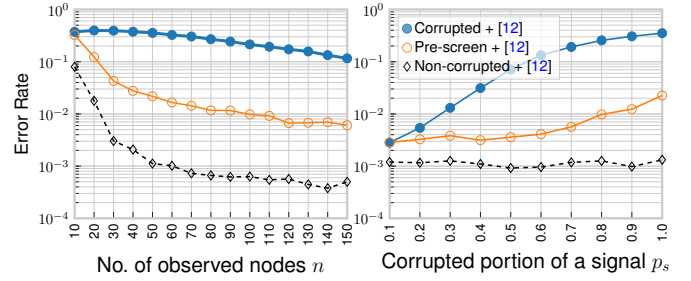 Error Rate
10^0
10^{-1}
10^{-2}
10^{-3}
10^{-4}
10 20 30 40 50 60 70 80 90 100 110 120 130 140 150
No. of observed nodes n
Corrupted + [12]
Pre-screen + [12]
Non-corrupted + [12]
10^0
10^{-1}
10^{-2}
10^{-3}
10^{-4}
0.1 0.2 0.3 0.4 0.5 0.6 0.7 0.8 0.9 1.0
Corrupted portion of a signal p_s